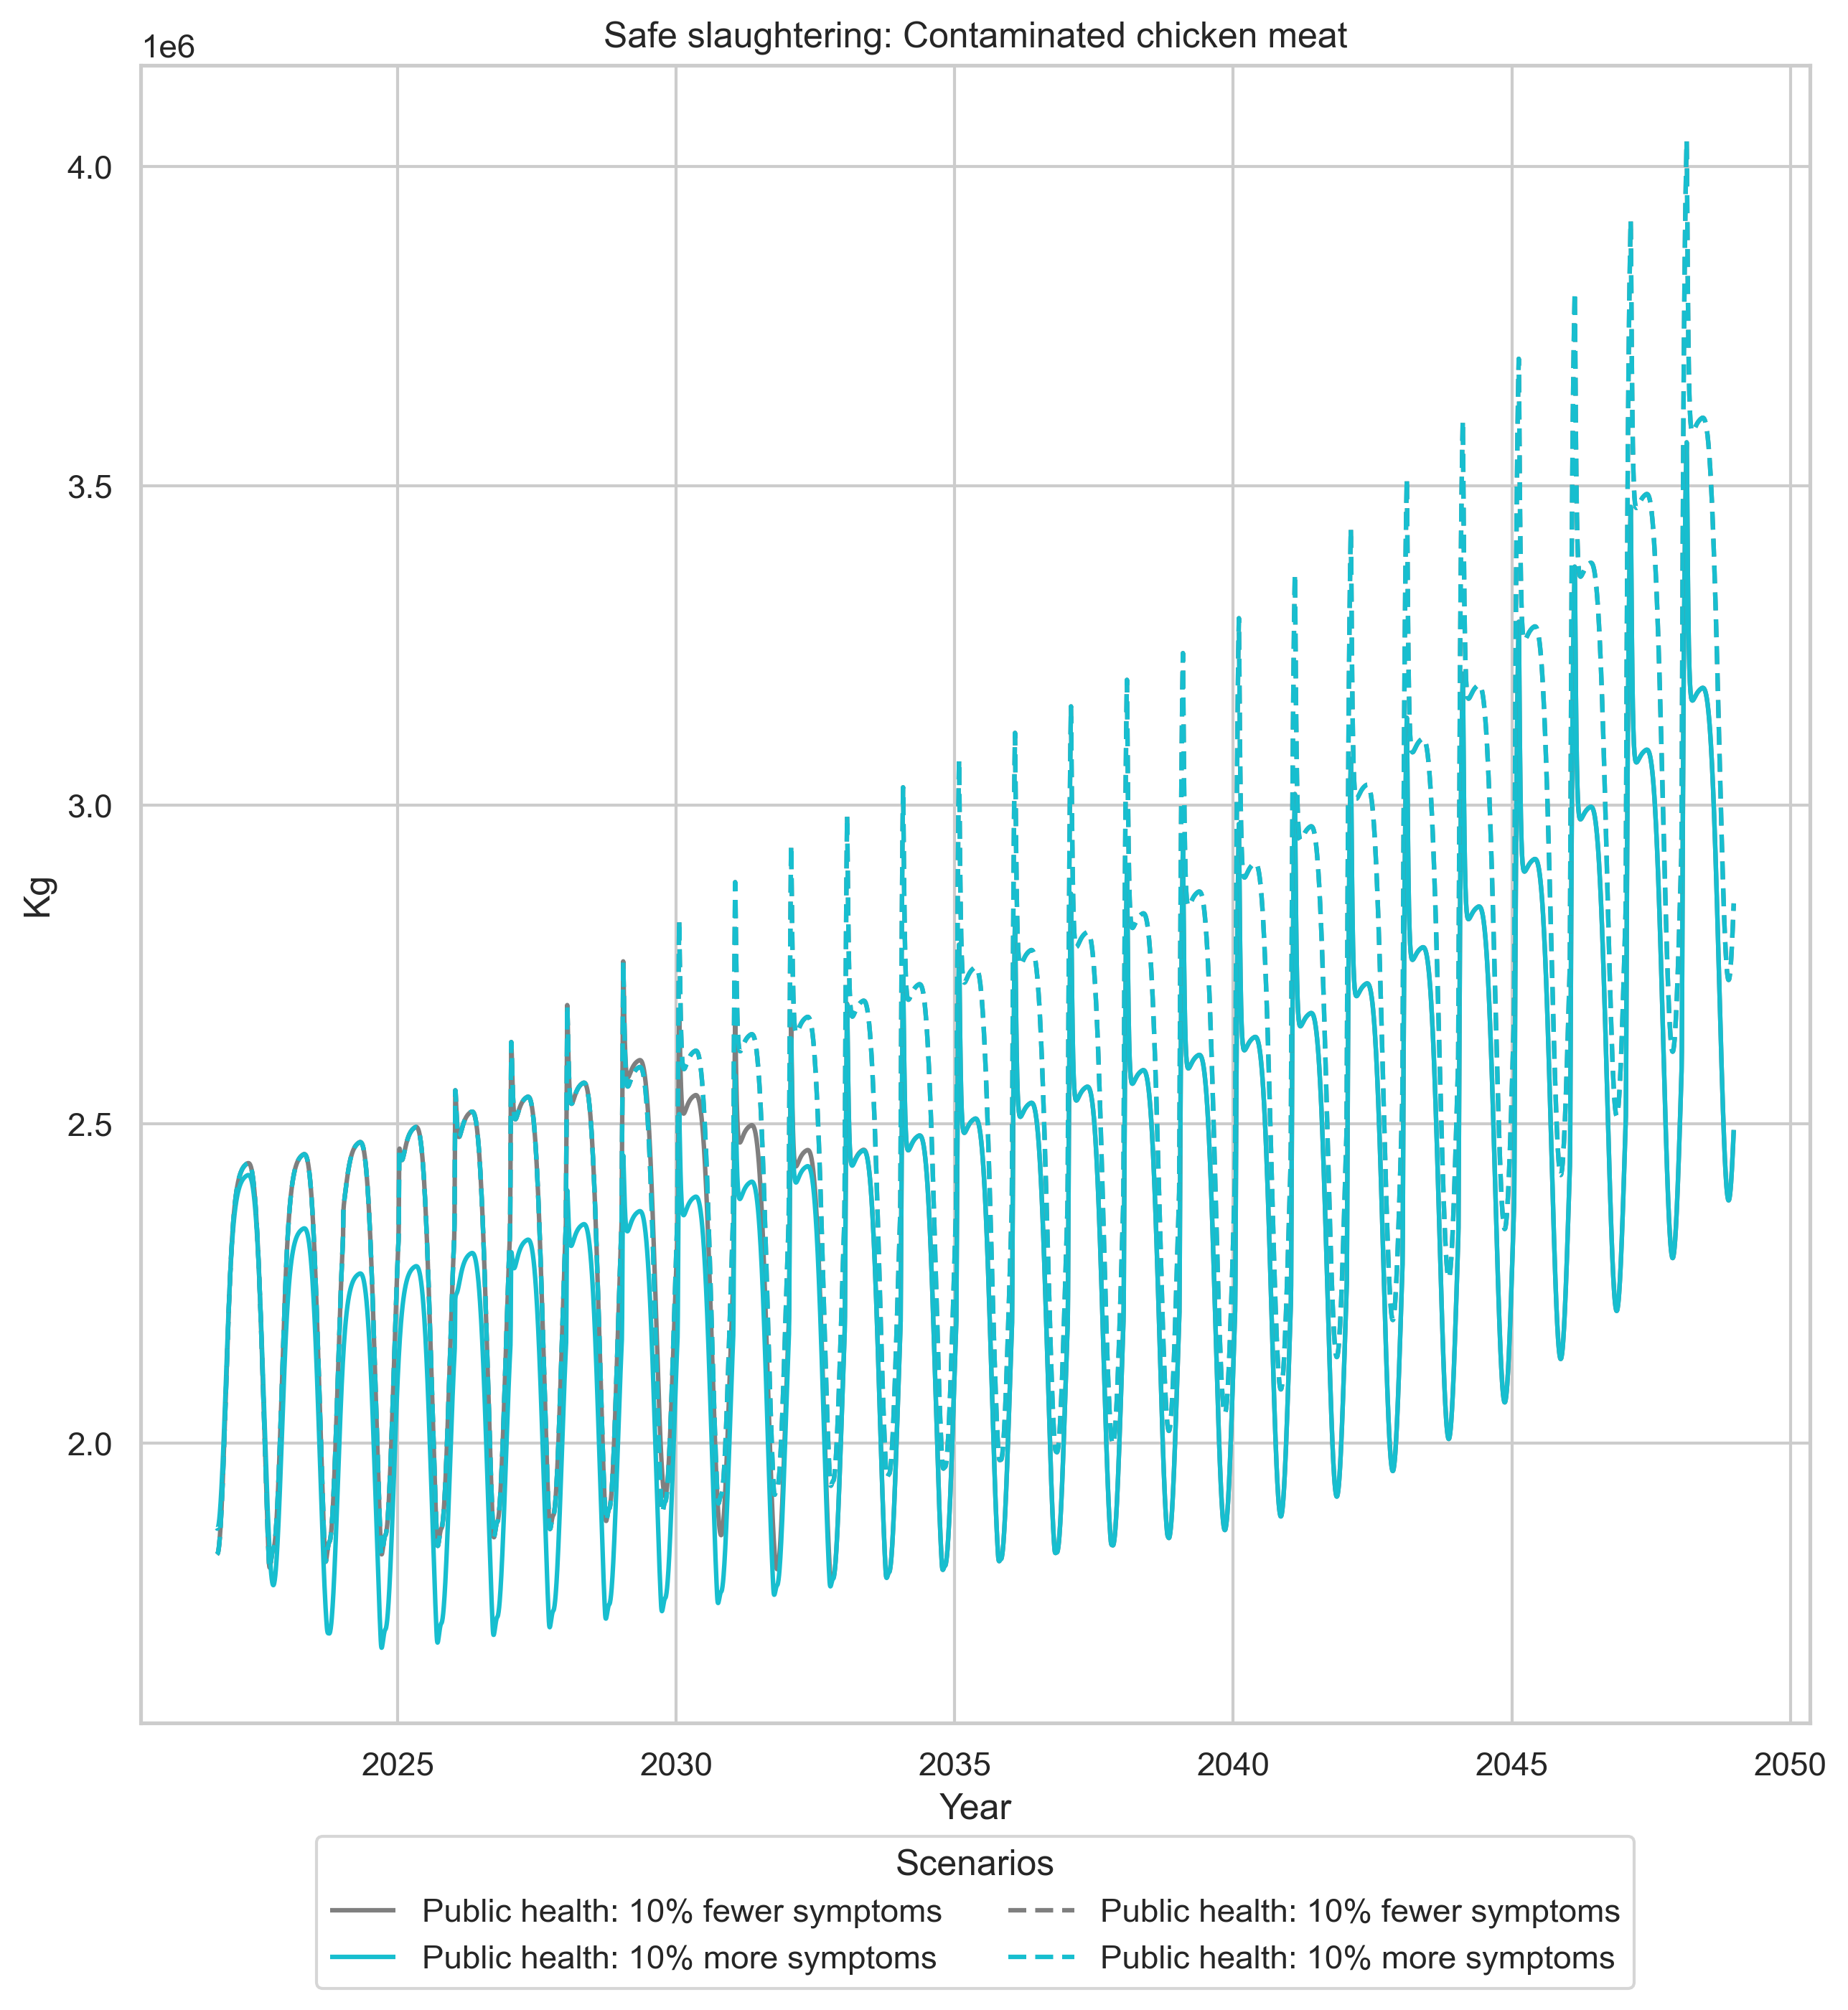 Safe slaughtering: Contaminated chicken meat
1e6
4.0
3.5
3.0
2.5
2.0
Kg
2025 2030 2035 2040 2045 2050
Year
Scenarios
Public health: 10% fewer symptoms Public health: 10% fewer symptoms
Public health: 10% more symptoms Public health: 10% more symptoms